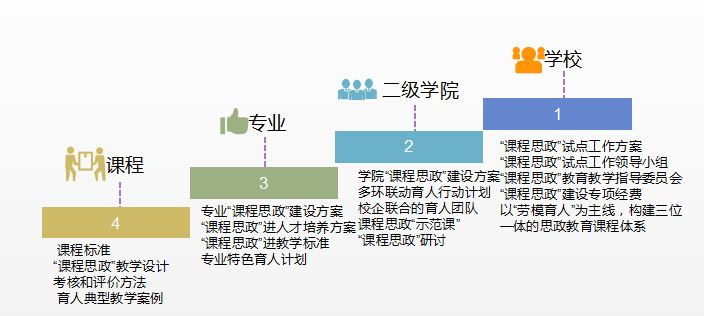 学校
1
“课程思政”试点工作方案
“课程思政”试点工作领导小组
“课程思政”教育教学指导委员会
“课程思政”建设专项经费
以“劳模育人”为主线，构建三位
一体的思政教育课程体系
二级学院
2
学院“课程思政”建设方案
多环联动育人行动计划
校企联合的育人团队
课程思政“示范课”
“课程思政”研讨
专业
3
专业“课程思政”建设方案
“课程思政”进人才培养方案
“课程思政”进教学标准
专业特色育人计划
课程
4
课程标准
“课程思政”教学设计
考核和评价方法
育人典型教学案例